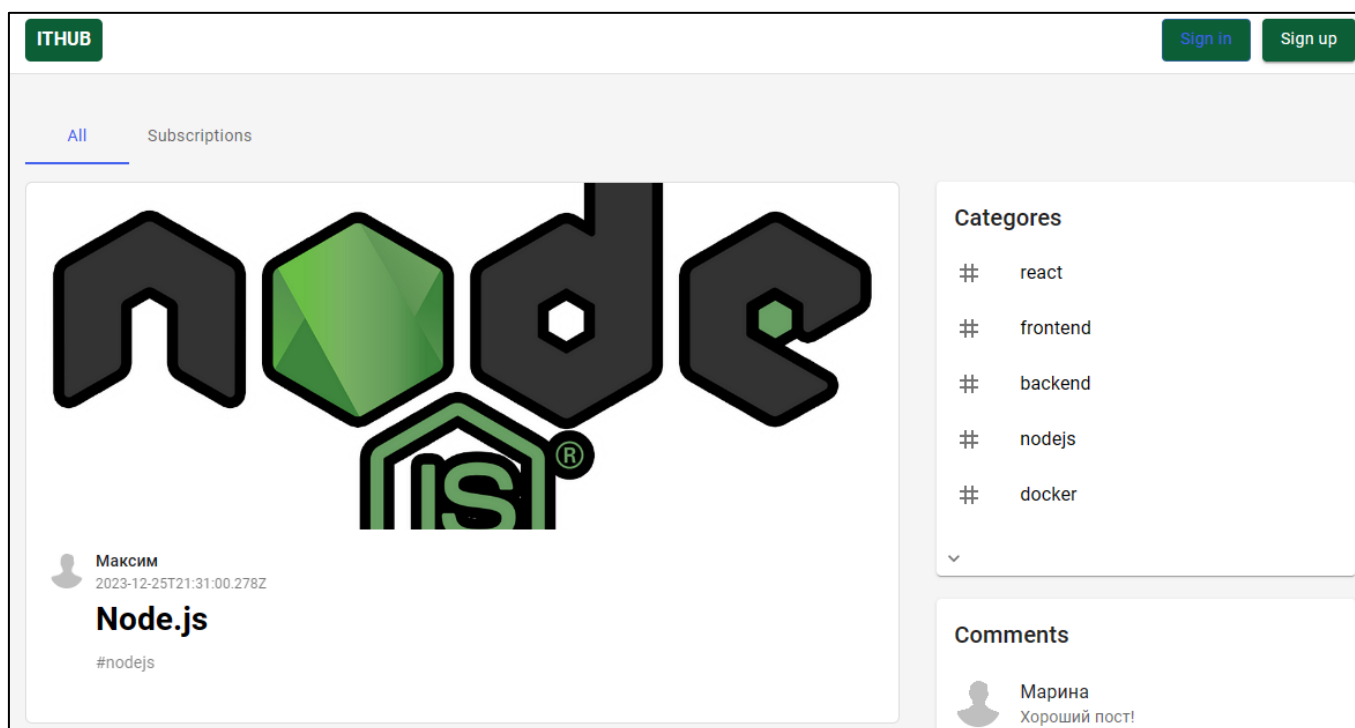 ITHUB
Sign in
Sign up
All
Subscriptions
node
JS
®
Максим
2023-12-25T21:31:00.278Z
Node.js
#nodejs
Categores
react
frontend
backend
nodejs
docker
Comments
Марина
Хороший пост!